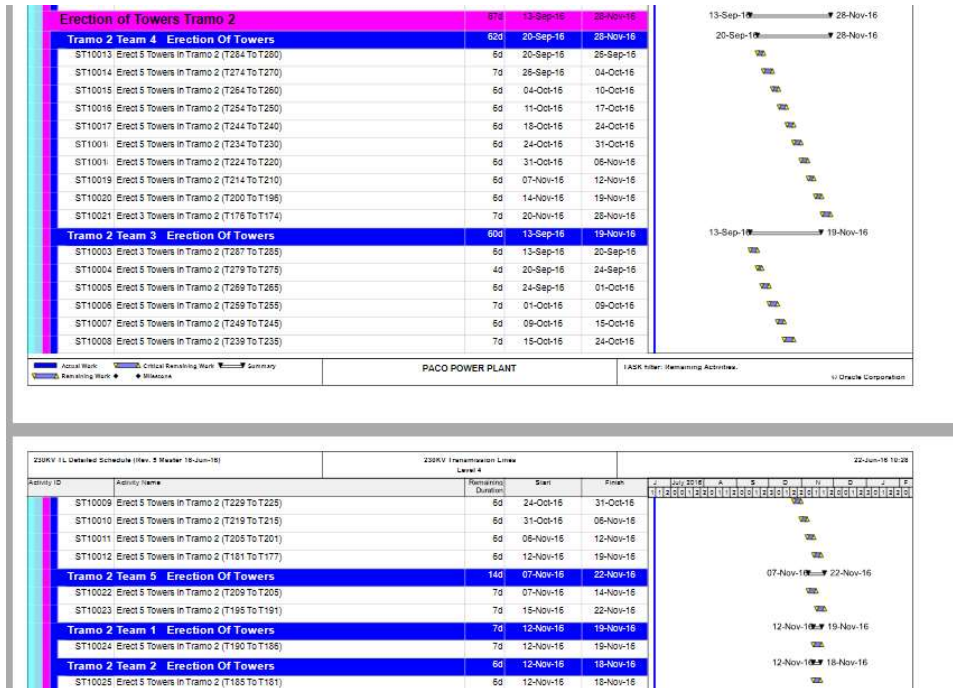 Erection of Towers Tramo 2 67d 13-Sep-16 28-Nov-16 13-Sep-16 28-Nov-16
Tramo 2 Team 4 Erection Of Towers 62d 20-Sep-16 28-Nov-16 20-Sep-16 28-Nov-16
ST10013 Erect 5 Towers in Tramo 2 (T284 To T280) 6d 20-Sep-16 26-Sep-16
ST10014 Erect 5 Towers in Tramo 2 (T274 To T270) 7d 26-Sep-16 04-Oct-16
ST10015 Erect 5 Towers in Tramo 2 (T264 To T260) 6d 04-Oct-16 10-Oct-16
ST10016 Erect 5 Towers in Tramo 2 (T254 To T250) 6d 11-Oct-16 17-Oct-16
ST10017 Erect 5 Towers in Tramo 2 (T244 To T240) 6d 18-Oct-16 24-Oct-16
ST1001 Erect 5 Towers in Tramo 2 (T234 To T230) 6d 24-Oct-16 31-Oct-16
ST1001 Erect 5 Towers in Tramo 2 (T224 To T220) 6d 31-Oct-16 06-Nov-16
ST10019 Erect 5 Towers in Tramo 2 (T214 To T210) 6d 07-Nov-16 12-Nov-16
ST10020 Erect 5 Towers in Tramo 2 (T200 To T196) 6d 14-Nov-16 19-Nov-16
ST10021 Erect 3 Towers in Tramo 2 (T176 To T174) 7d 20-Nov-16 28-Nov-16
Tramo 2 Team 3 Erection Of Towers 60d 13-Sep-16 19-Nov-16 13-Sep-16 19-Nov-16
ST10003 Erect 3 Towers in Tramo 2 (T287 To T285) 6d 13-Sep-16 20-Sep-16
ST10004 Erect 5 Towers in Tramo 2 (T279 To T275) 4d 20-Sep-16 24-Sep-16
ST10005 Erect 5 Towers in Tramo 2 (T269 To T265) 6d 24-Sep-16 01-Oct-16
ST10006 Erect 5 Towers in Tramo 2 (T259 To T255) 7d 01-Oct-16 09-Oct-16
ST10007 Erect 5 Towers in Tramo 2 (T249 To T245) 6d 09-Oct-16 15-Oct-16
ST10008 Erect 5 Towers in Tramo 2 (T239 To T235) 7d 15-Oct-16 24-Oct-16
Actual Work Critical Remaining Work Summary PACO POWER PLANT TASK filter: Remaining Activities.
Remaining Work Milestone © Oracle Corporation
230KV TL Detailed Schedule (Rev. 5 Master 16-Jun-16) 230KV Transmission Lines 22-Jun-16 10:28
Level 4
Activity ID Activity Name Remaining Duration Start Finish J July 2016 A S O N D J F
ST10009 Erect 5 Towers in Tramo 2 (T229 To T225) 6d 24-Oct-16 31-Oct-16
ST10010 Erect 5 Towers in Tramo 2 (T219 To T215) 6d 31-Oct-16 06-Nov-16
ST10011 Erect 5 Towers in Tramo 2 (T205 To T201) 6d 06-Nov-16 12-Nov-16
ST10012 Erect 5 Towers in Tramo 2 (T181 To T177) 6d 12-Nov-16 19-Nov-16
Tramo 2 Team 5 Erection Of Towers 14d 07-Nov-16 22-Nov-16 07-Nov-16 22-Nov-16
ST10022 Erect 5 Towers in Tramo 2 (T209 To T205) 7d 07-Nov-16 14-Nov-16
ST10023 Erect 5 Towers in Tramo 2 (T195 To T191) 7d 15-Nov-16 22-Nov-16
Tramo 2 Team 1 Erection Of Towers 7d 12-Nov-16 19-Nov-16 12-Nov-16 19-Nov-16
ST10024 Erect 5 Towers in Tramo 2 (T190 To T186) 7d 12-Nov-16 19-Nov-16
Tramo 2 Team 2 Erection Of Towers 6d 12-Nov-16 18-Nov-16 12-Nov-16 18-Nov-16
ST10025 Erect 5 Towers in Tramo 2 (T185 To T181) 6d 12-Nov-16 18-Nov-16